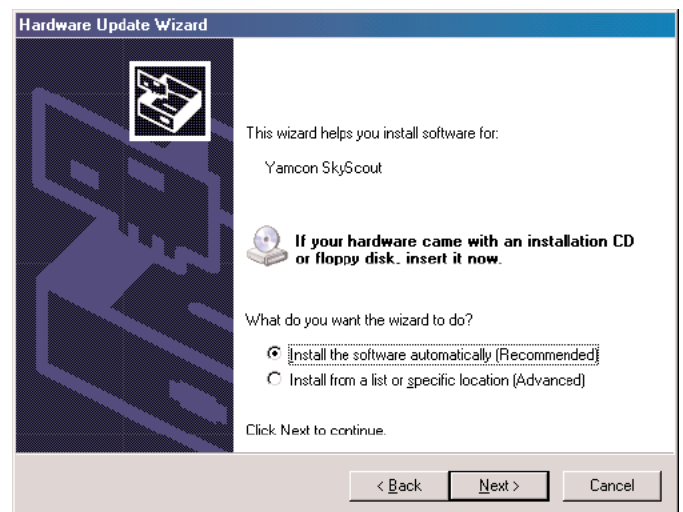 Hardware Update Wizard
This wizard helps you install software for:
Yamcon SkyScout
If your hardware came with an installation CD
or floppy disk, insert it now.
What do you want the wizard to do?
Install the software automatically (Recommended)
Install from a list or specific location (Advanced)
Click Next to continue.
< Back
Next >
Cancel